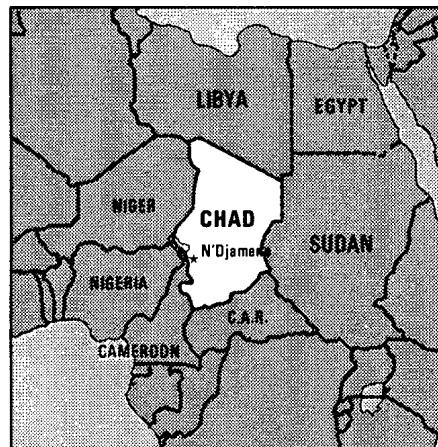 LIBYA
EGYPT
NIGER
CHAD
N'Djamena
SUDAN
NIGERIA
C.A.R.
CAMEROON